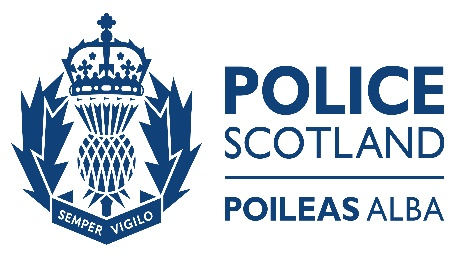 SEMPER VIGILO
POLICE
SCOTLAND
POILEAS ALBA